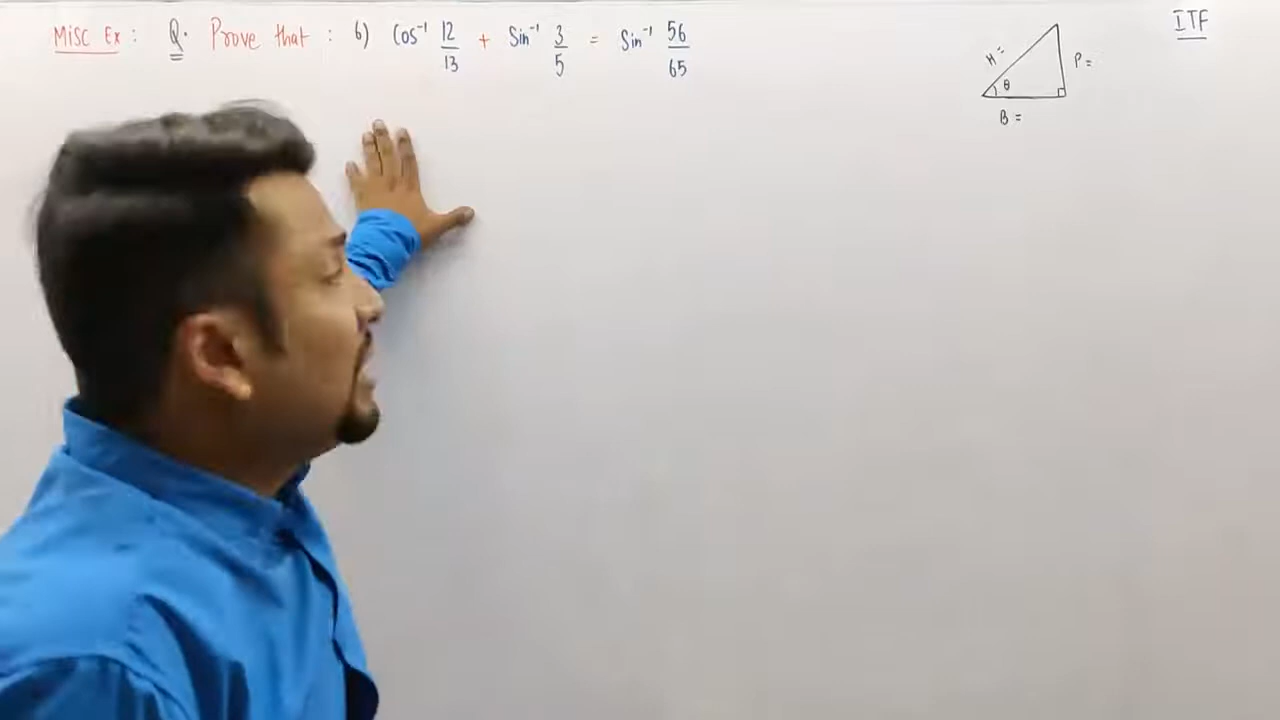 Misc Ex : Q. Prove that : 6) Cos⁻¹ 12/13 + Sin⁻¹ 3/5 = Sin⁻¹ 56/65
ITF
H =
P =
θ
B =